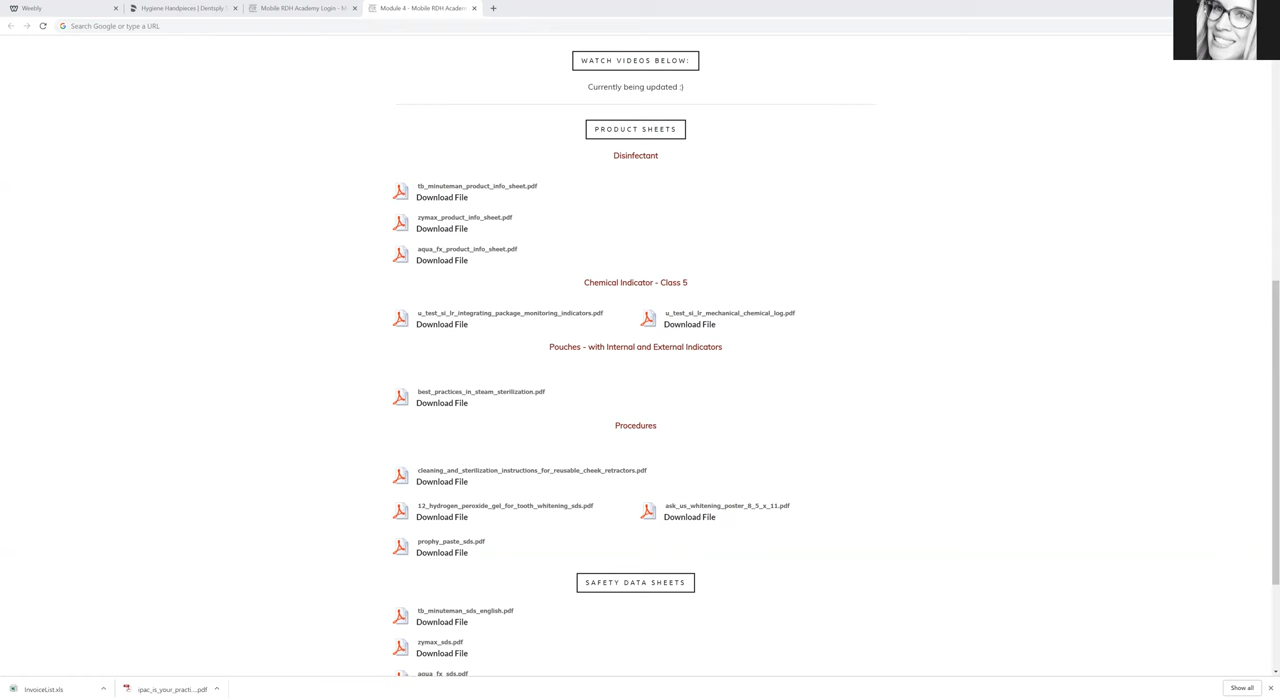 Weebly
Hygiene Handpieces | Dentsply S
Mobile RDH Academy Login - M
Module 4 - Mobile RDH Academ
Search Google or type a URL
WATCH VIDEOS BELOW:
Currently being updated :)
PRODUCT SHEETS
Disinfectant
tb_minuteman_product_info_sheet.pdf
Download File
zymax_product_info_sheet.pdf
Download File
aqua_fx_product_info_sheet.pdf
Download File
Chemical Indicator - Class 5
u_test_si_lr_integrating_package_monitoring_indicators.pdf
Download File
u_test_si_lr_mechanical_chemical_log.pdf
Download File
Pouches - with Internal and External Indicators
best_practices_in_steam_sterilization.pdf
Download File
Procedures
cleaning_and_sterilization_instructions_for_reusable_cheek_retractors.pdf
Download File
12_hydrogen_peroxide_gel_for_tooth_whitening_sds.pdf
Download File
ask_us_whitening_poster_8_5_x_11.pdf
Download File
prophy_paste_sds.pdf
Download File
SAFETY DATA SHEETS
tb_minuteman_sds_english.pdf
Download File
zymax_sds.pdf
Download File
aqua_fx_sds.pdf
InvoiceList.xls
ipac_is_your_practi....pdf
Show all